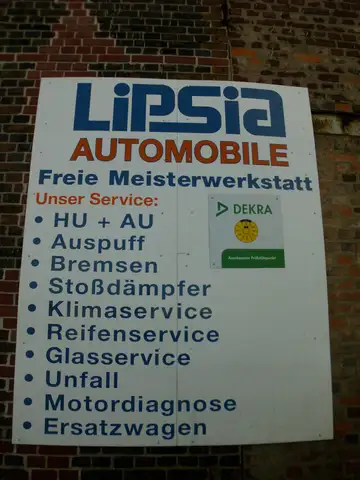 LiPSia
AUTOMOBILE
Freie Meisterwerkstatt
Unser Service:
• HU + AU
• Auspuff
• Bremsen
• Stoßdämpfer
• Klimaservice
• Reifenservice
• Glasservice
• Unfall
• Motordiagnose
• Ersatzwagen
DEKRA